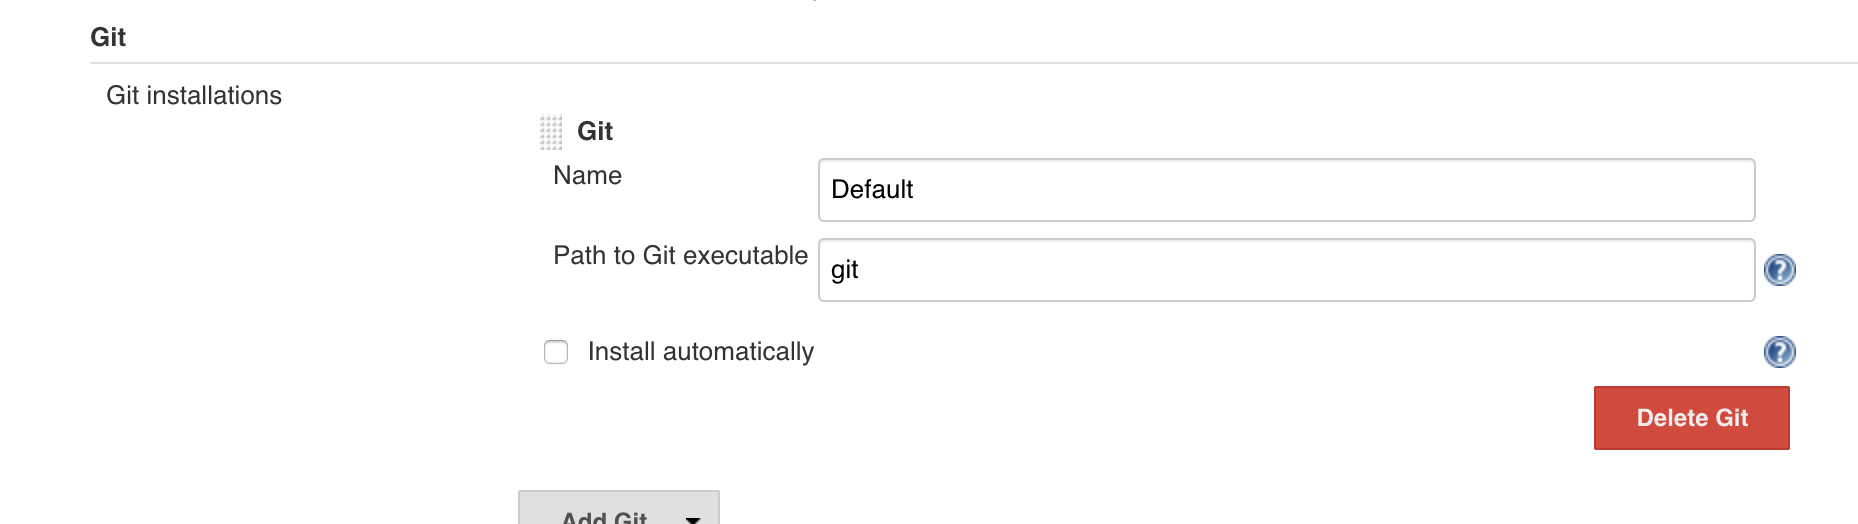 Git
Git installations
Git
Name
Default
Path to Git executable
git
Install automatically
Delete Git
Add Git